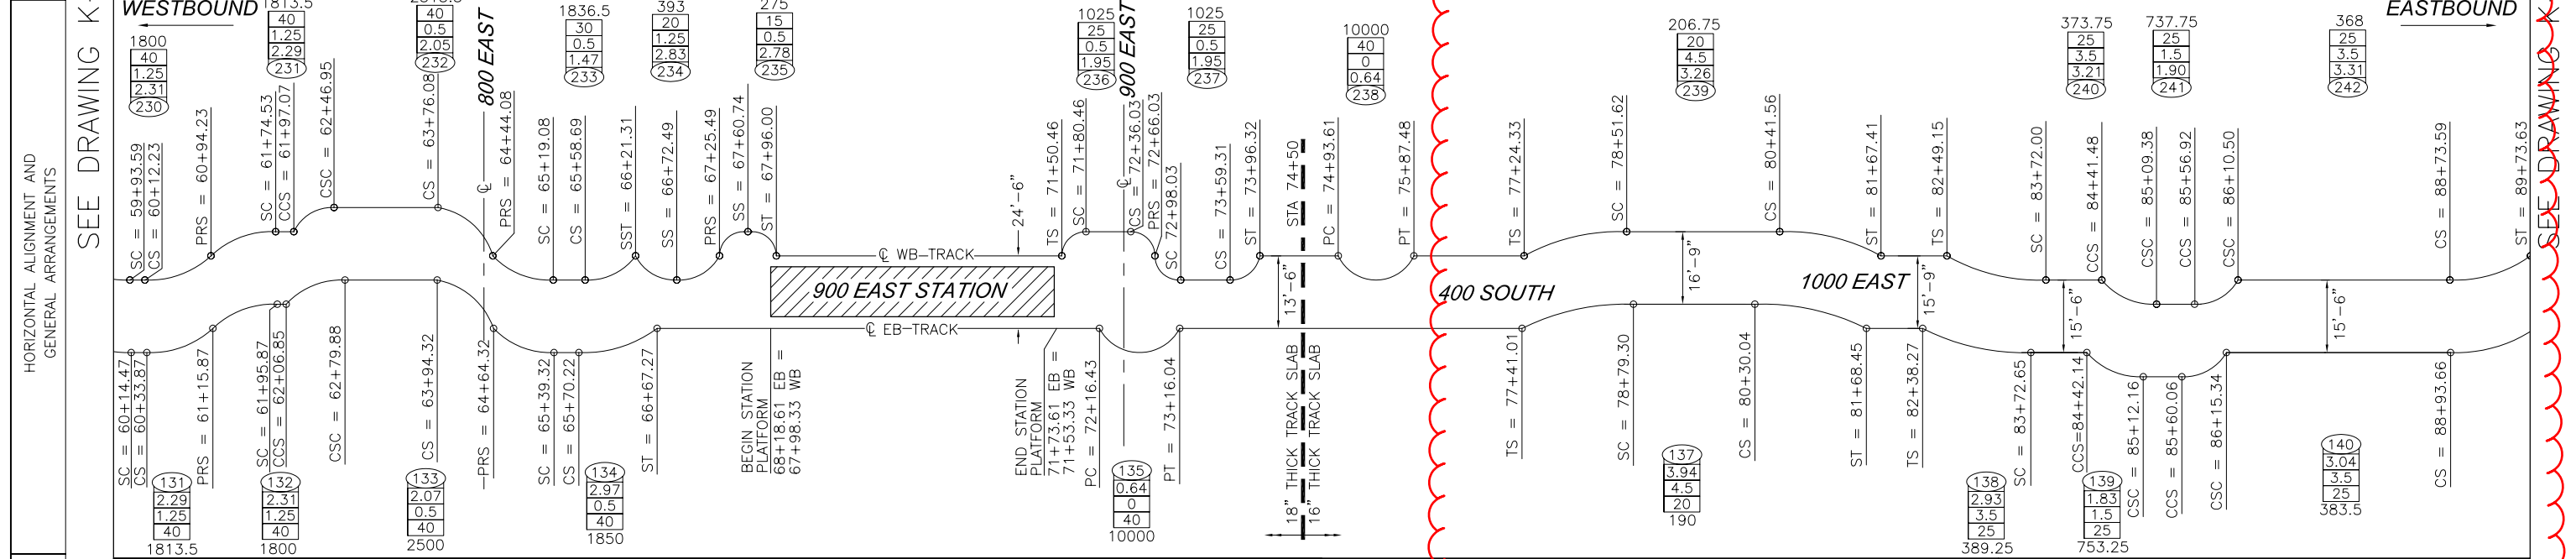 HORIZONTAL ALIGNMENT AND
GENERAL ARRANGEMENTS
SEE DRAWING K
WESTBOUND
EASTBOUND
1800
40
1.25
2.31
230
1813.5
40
1.25
2.29
231
40
0.5
2.05
232
800 EAST
1836.5
30
0.5
1.47
233
393
20
1.25
2.83
234
275
15
0.5
2.78
235
1025
25
0.5
1.95
236
900 EAST
1025
25
0.5
1.95
237
10000
40
0
0.64
238
206.75
20
4.5
3.26
239
373.75
25
3.5
3.21
240
737.75
25
1.5
1.90
241
368
25
3.5
3.31
242
SC = 59+93.59
CS = 60+12.23
PRS = 60+94.23
SC = 61+74.53
CCS = 61+97.07
CSC = 62+46.95
CS = 63+76.08
℄
PRS = 64+44.08
SC = 65+19.08
CS = 65+58.69
SST = 66+21.31
SS = 66+72.49
PRS = 67+25.49
SS = 67+60.74
ST = 67+96.00
24'-6"
TS = 71+50.46
SC = 71+80.46
℄
CS = 72+36.03
PRS = 72+66.03
SC 72+98.03
CS = 73+59.31
ST = 73+96.32
STA 74+50
PC = 74+93.61
PT = 75+87.48
TS = 77+24.33
SC = 78+51.62
CS = 80+41.56
ST = 81+67.41
TS = 82+49.15
SC = 83+72.00
CCS = 84+41.48
CSC = 85+09.38
CCS = 85+56.92
CSC = 86+10.50
CS = 88+73.59
ST = 89+73.63
SEE DRAWING K
℄ WB-TRACK
900 EAST STATION
℄ EB-TRACK
13'-6"
400 SOUTH
16'-9"
1000 EAST
15'-9"
15'-6"
15'-6"
SC = 60+14.47
CS = 60+33.87
PRS = 61+15.87
SC = 61+95.87
CCS = 62+06.85
CSC = 62+79.88
CS = 63+94.32
PRS = 64+64.32
SC = 65+39.32
CS = 65+70.22
ST = 66+67.27
BEGIN STATION
PLATFORM
68+18.61 EB =
67+98.33 WB
END STATION
PLATFORM
71+73.61 EB =
71+53.33 WB
PC = 72+16.43
PT = 73+16.04
18" THICK TRACK SLAB
16" THICK TRACK SLAB
TS = 77+41.01
SC = 78+79.30
CS = 80+30.04
ST = 81+68.45
TS = 82+38.27
SC = 83+72.65
CCS=84+42.14
CSC = 85+12.16
CCS = 85+60.06
CSC = 86+15.34
CS = 88+93.66
131
2.29
1.25
40
1813.5
132
2.31
1.25
40
1800
133
2.07
0.5
40
2500
134
2.97
0.5
40
1850
135
0.64
0
40
10000
137
3.94
4.5
20
190
138
2.93
3.5
25
389.25
139
1.83
1.5
25
753.25
140
3.04
3.5
25
383.5